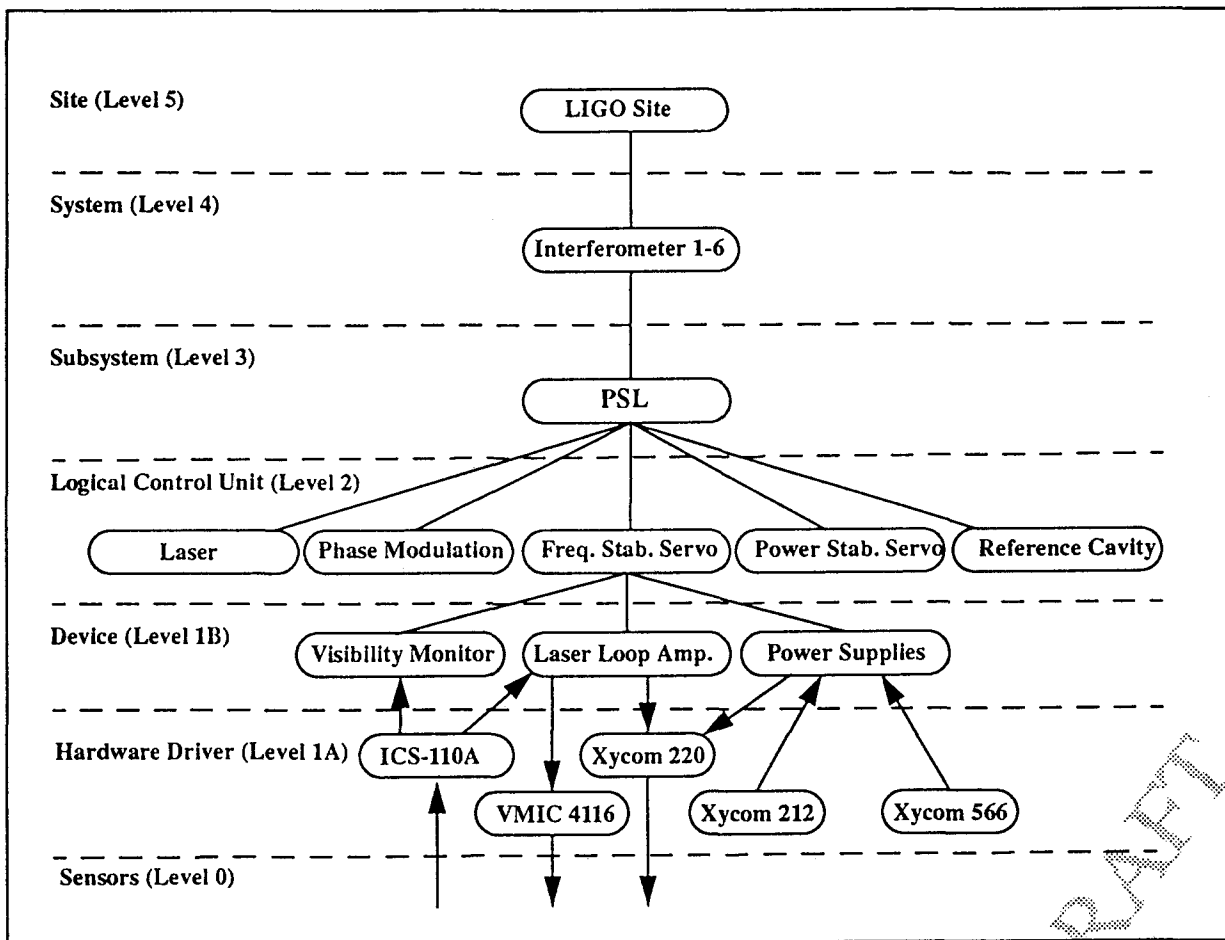 Site (Level 5)
LIGO Site
System (Level 4)
Interferometer 1-6
Subsystem (Level 3)
PSL
Logical Control Unit (Level 2)
Laser
Phase Modulation
Freq. Stab. Servo
Power Stab. Servo
Reference Cavity
Device (Level 1B)
Visibility Monitor
Laser Loop Amp.
Power Supplies
Hardware Driver (Level 1A)
ICS-110A
Xycom 220
VMIC 4116
Xycom 212
Xycom 566
Sensors (Level 0)
RAFT